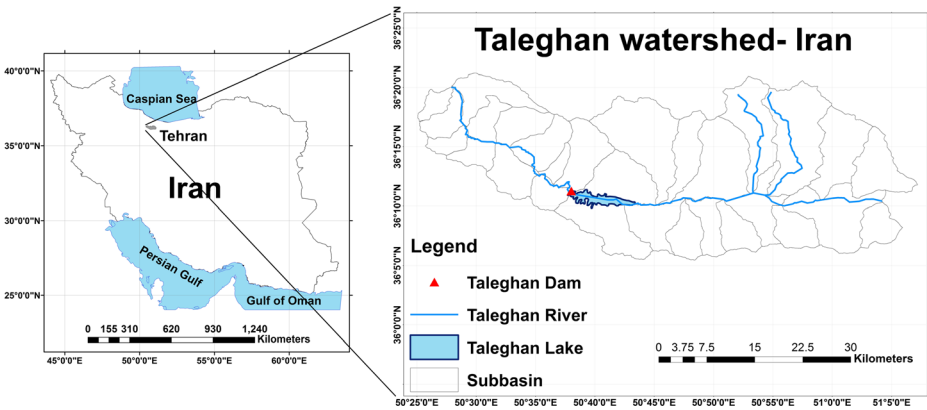 Taleghan watershed- Iran
40°0'0"N
35°0'0"N
30°0'0"N
25°0'0"N
Caspian Sea
Tehran
Iran
Persian Gulf
Gulf of Oman
0 155 310 620 930 1,240
Kilometers
45°0'0"E 50°0'0"E 55°0'0"E 60°0'0"E
36°25'0"N
36°20'0"N
36°15'0"N
36°10'0"N
36°5'0"N
36°0'0"N
Legend
Taleghan Dam
Taleghan River
Taleghan Lake
Subbasin
0 3.75 7.5 15 22.5 30
Kilometers
50°25'0"E 50°30'0"E 50°35'0"E 50°40'0"E 50°45'0"E 50°50'0"E 50°55'0"E 51°0'0"E 51°5'0"E